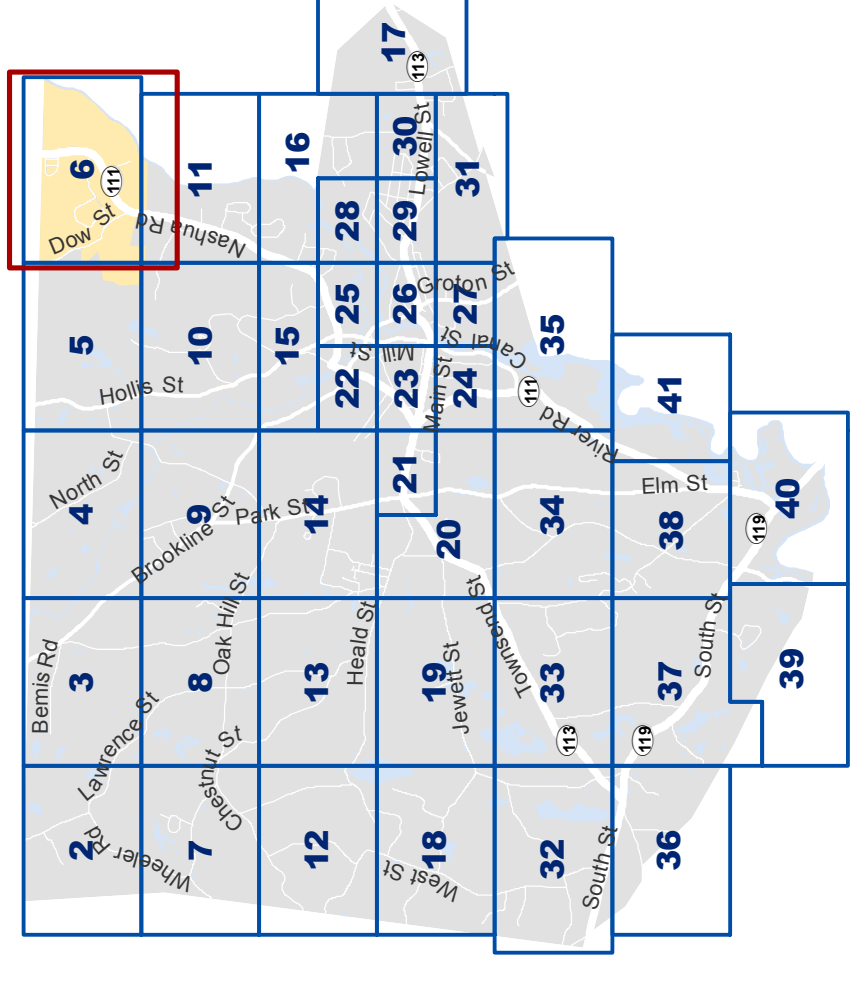 17
113
30
Lowell St
16
31
6
111
11
Dow St
Nashua Rd
28
29
Groton St
25
26
27
35
5
10
15
Mill St
Canal St
22
23
24
Main St
111
River Rd
41
Hollis St
North St
21
Elm St
40
4
9
Brookline St
Park St
14
20
34
38
119
Oak Hill St
Heald St
Townsend St
South St
Bemis Rd
3
8
13
19
Jewett St
33
37
39
Lawrence St
Chestnut St
113
119
2
Wheeler Rd
7
12
18
West St
32
South St
36